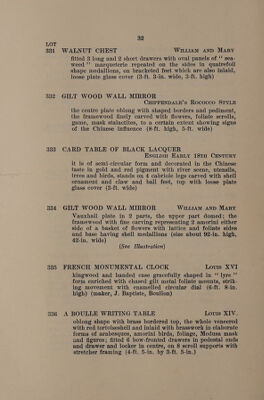 32
LOT
331 WALNUT CHEST WILLIAM AND MARY
fitted 3 long and 2 short drawers with oval panels of " sea-
weed " marqueterie repeated on the sides in quatrefoil
shape medallions, on bracketed feet which are also inlaid,
loose plate glass cover (3-ft. 3-in. wide, 3-ft. high)
332 GILT WOOD WALL MIRROR
CHIPPENDALE'S ROCOCO STYLE
the centre plate oblong with shaped borders and pediment,
the framewood finely carved with flowers, foliate scrolls,
game, mask stalactites, to a certain extent showing signs
of the Chinese influence (8-ft. high, 5-ft. wide)
333 CARD TABLE OF BLACK LACQUER
ENGLISH EARLY 18TH CENTURY
it is of semi-circular form and decorated in the Chinese
taste in gold and red pigment with river scene, utensils,
trees and birds, stands on 4 cabriole legs carved with shell
ornament and claw and ball feet, top with loose plate
glass cover (3-ft. wide)
334 GILT WOOD WALL MIRROR WILLIAM AND MARY
Vauxhall plate in 2 parts, the upper part domed; the
framewood with fine carving representing 2 amorini either
side of a basket of flowers with lattice and foliate sides
and base having shell medallions (size about 92-in. high,
42-in. wide)
(See Illustration)
335 FRENCH MONUMENTAL CLOCK LOUIS XVI
kingwood and banded case gracefully shaped in " lyre "
form enriched with chased gilt metal foliate mounts, strik-
ing movement with enamelled circular dial (6-ft. 8-in.
high) (maker, J. Baptiste, Bouillon)
336 A BOULLE WRITING TABLE LOUIS XIV.
oblong shape with brass bordered top, the whole veneered
with red tortoiseshell and inlaid with brasswork in elaborate
forms of arabesques, amorini birds, foliage, Medusa mask
and figures; fitted 4 bow-fronted drawers in pedestal ends
and drawer and locker in centre, on 8 scroll supports with
stretcher framing (4-ft. 5-in. by 3-ft. 5-in.)